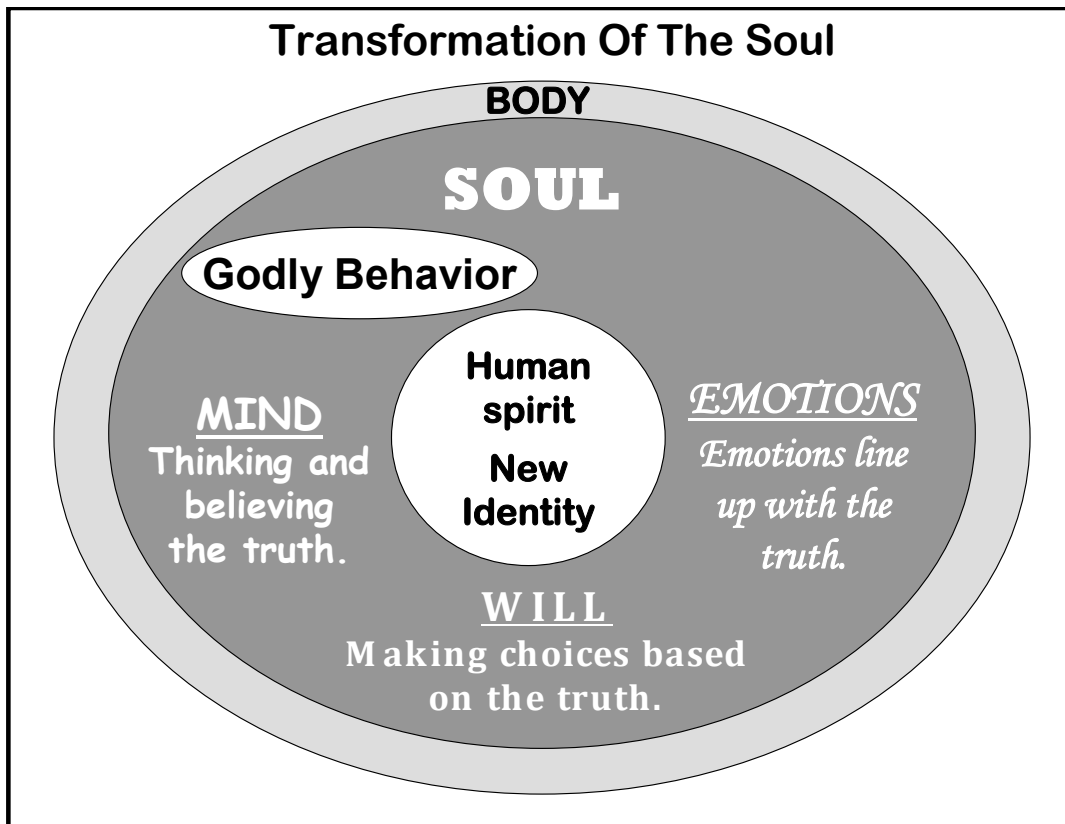 Transformation Of The Soul
BODY
SOUL
Godly Behavior
Human
spirit
New
Identity
MIND
Thinking and
believing
the truth.
EMOTIONS
Emotions line
up with the
truth.
WILL
Making choices based
on the truth.